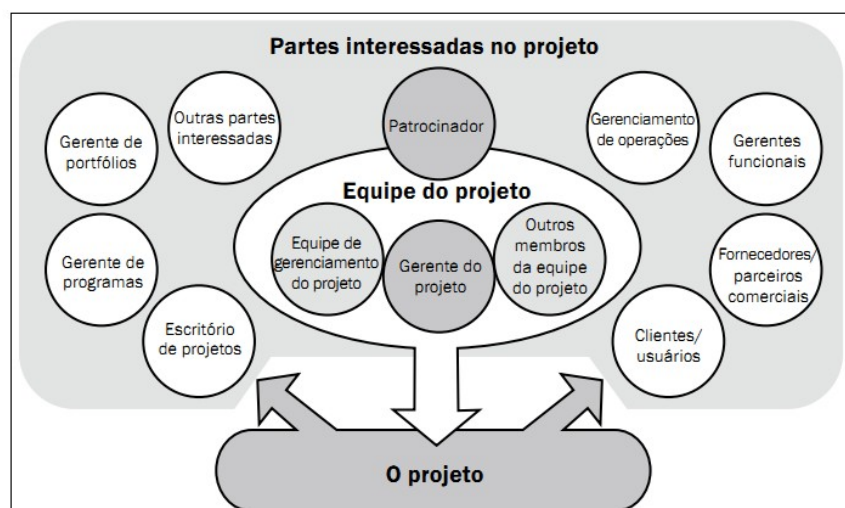 Partes interessadas no projeto
Outras partes
interessadas
Patrocinador
Gerenciamento
de operações
Gerente de
portfólios
Gerentes
funcionais
Equipe do projeto
Equipe de
gerenciamento
do projeto
Gerente do
projeto
Outros
membros
da equipe
do projeto
Gerente de
programas
Fornecedores/
parceiros
comerciais
Escritório
de projetos
Clientes/
usuários
O projeto